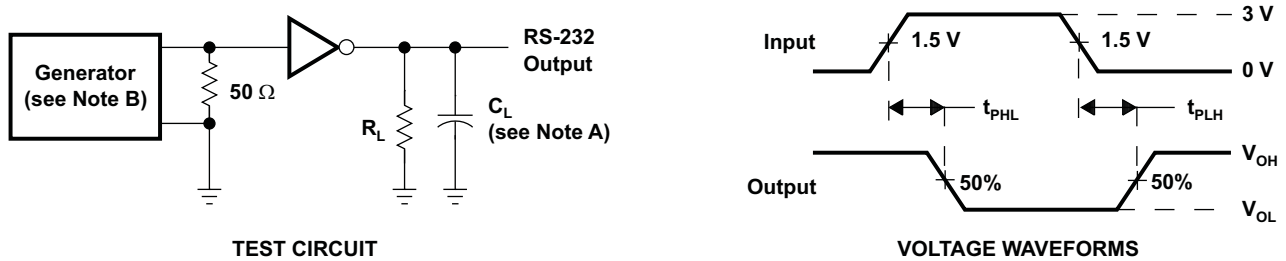 Generator
(see Note B)
50 Ω
R_L
C_L
(see Note A)
RS-232
Output
TEST CIRCUIT
Input
1.5 V
1.5 V
3 V
0 V
t_PHL
t_PLH
Output
50%
50%
V_OH
V_OL
VOLTAGE WAVEFORMS